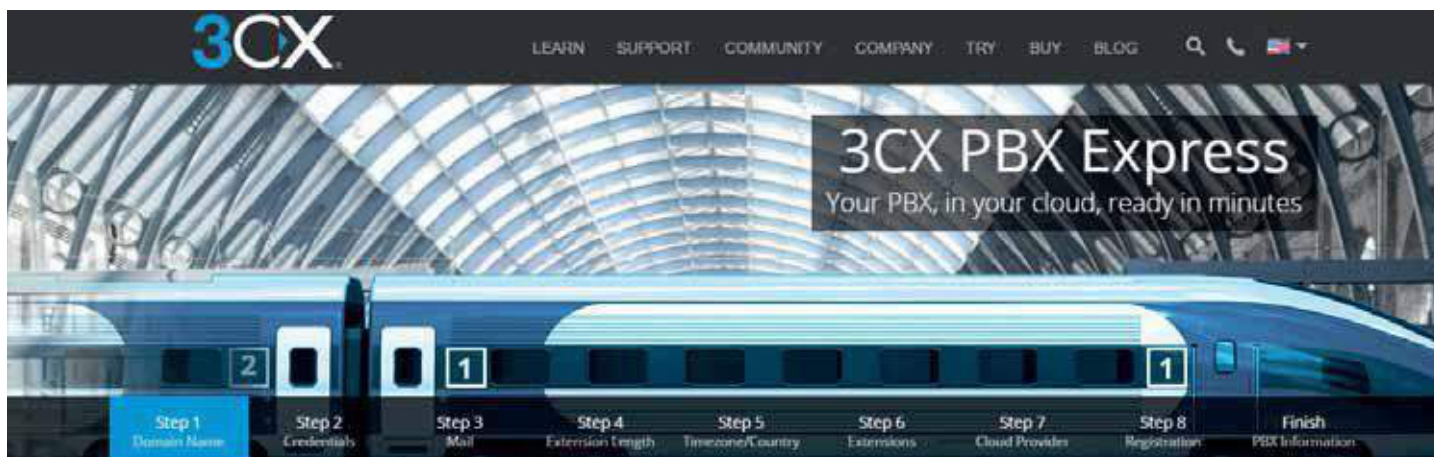 3CX
LEARN SUPPORT COMMUNITY COMPANY TRY BUY BLOG
3CX PBX Express
Your PBX, in your cloud, ready in minutes
2 1 1
Step 1 Step 2 Step 3 Step 4 Step 5 Step 6 Step 7 Step 8 Finish
Domain Name Credentials Mail Extension Length Timezone/Country Extensions Cloud Provider Registration PBX Information